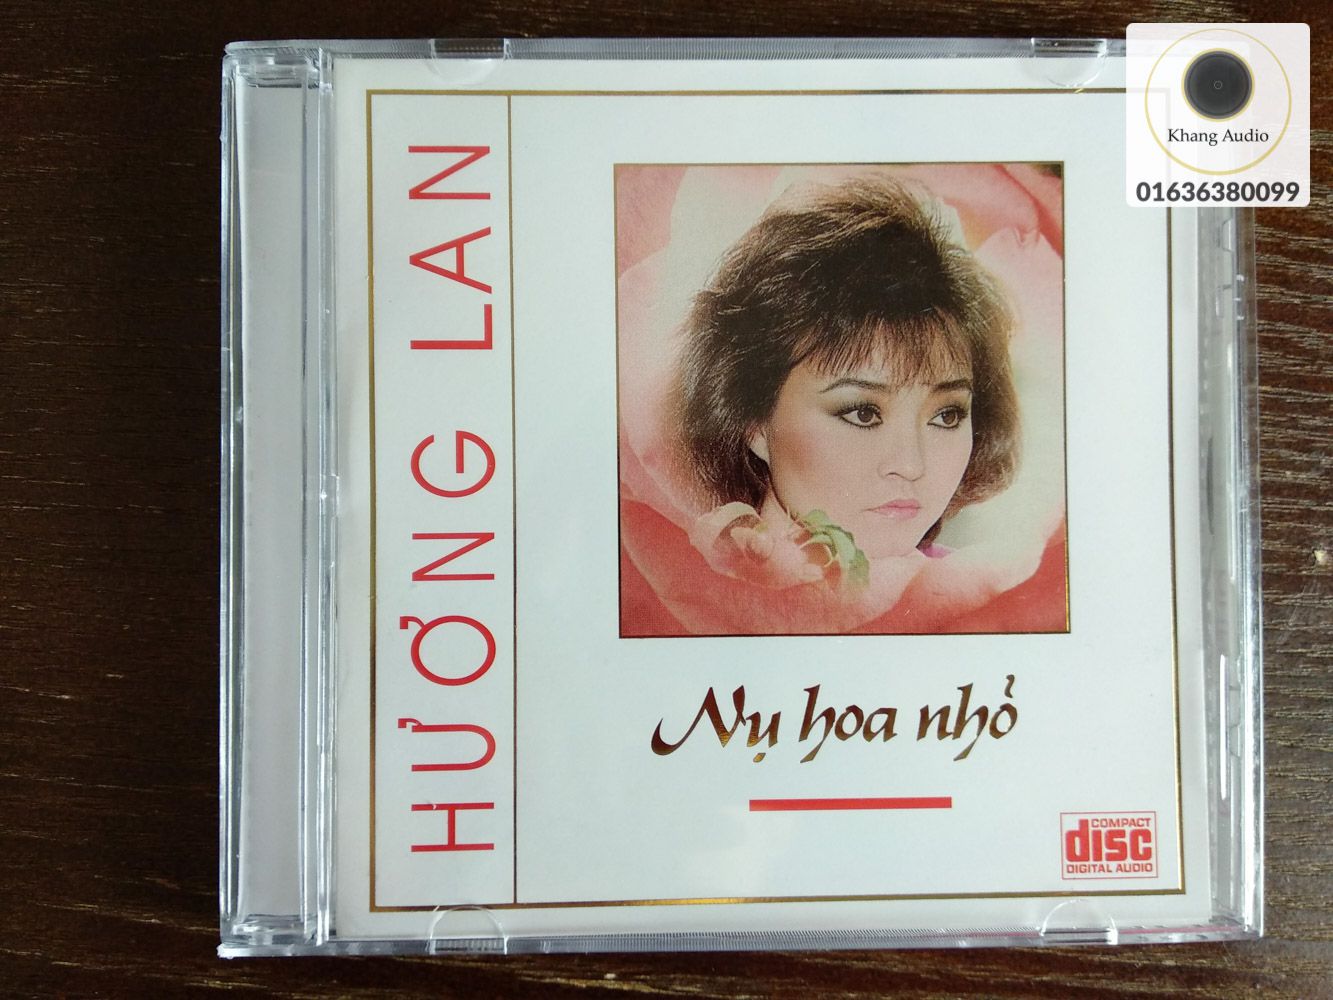 Khang Audio
01636380099
HƯƠNG LAN
Nụ hoa nhỏ
COMPACT
disc
DIGITAL AUDIO